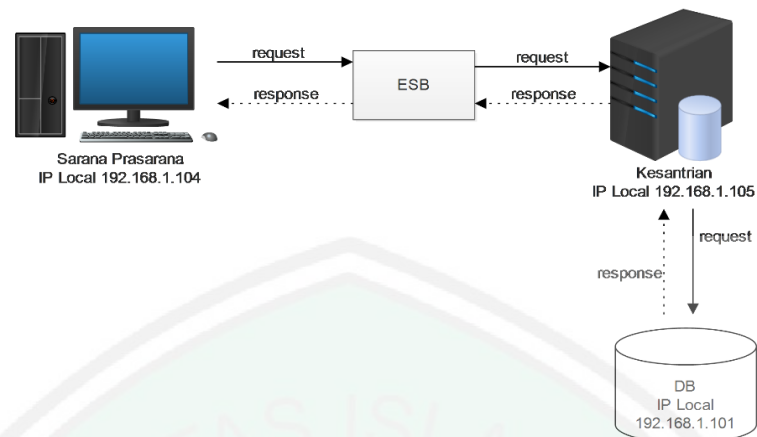 request
request
ESB
response
response
Sarana Prasarana
IP Local 192.168.1.104
Kesantrian
IP Local 192.168.1.105
request
response
DB
IP Local
192.168.1.101